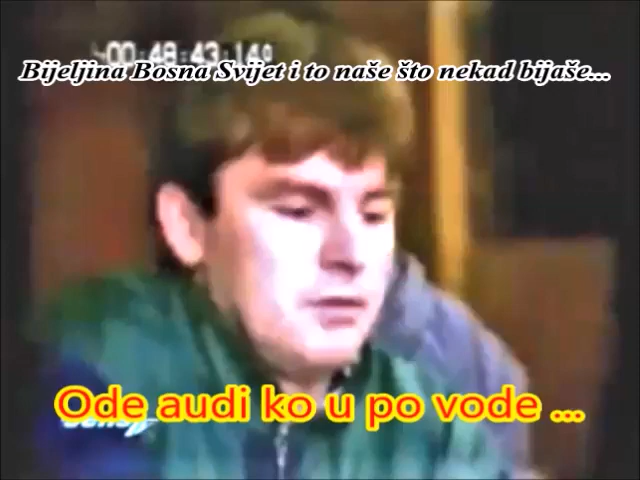 00:48:43:14
Bijeljina Bosna Svijet i to naše što nekad bijaše...
Ode audi ko u po vode ...